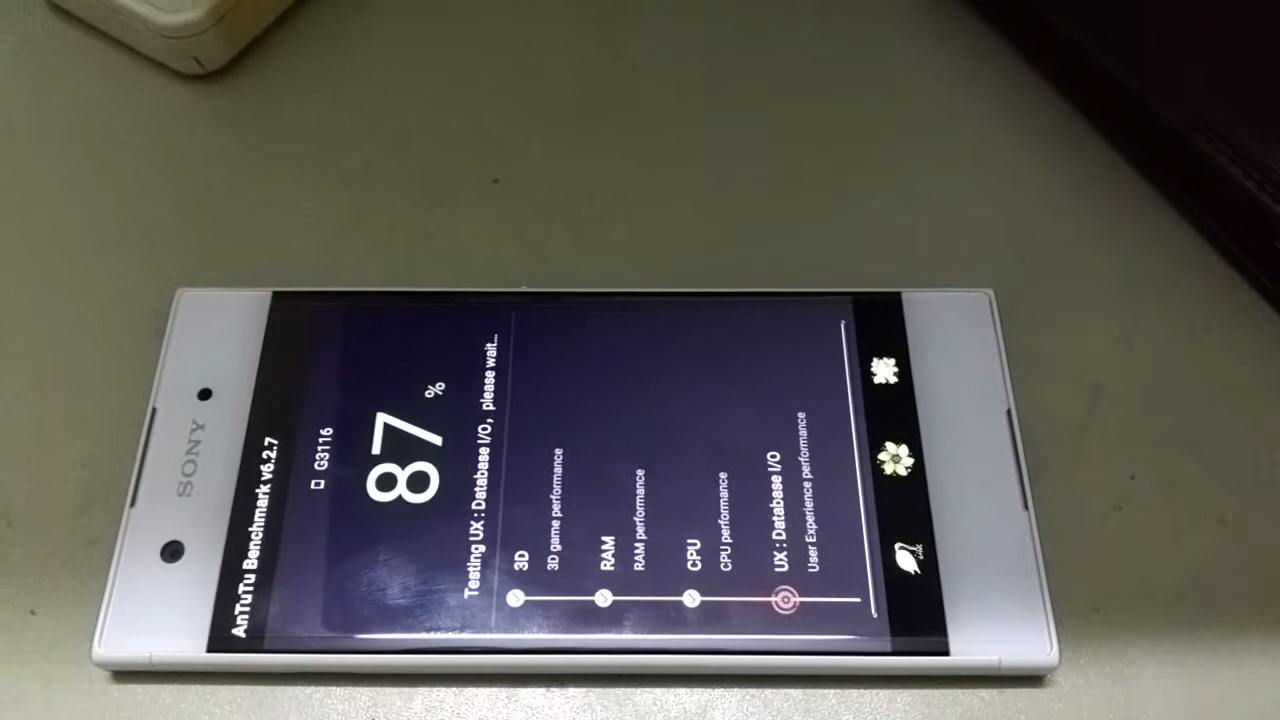 SONY
AnTuTu Benchmark v6.2.7
G3116
87 %
Testing UX : Database I/O, please wait...
3D
3D game performance
RAM
RAM performance
CPU
CPU performance
UX : Database I/O
User Experience performance